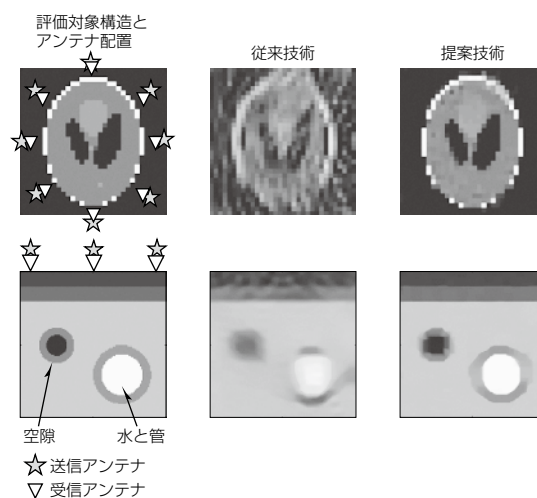 評価対象構造と
アンテナ配置
従来技術
提案技術
空隙
水と管
送信アンテナ
受信アンテナ